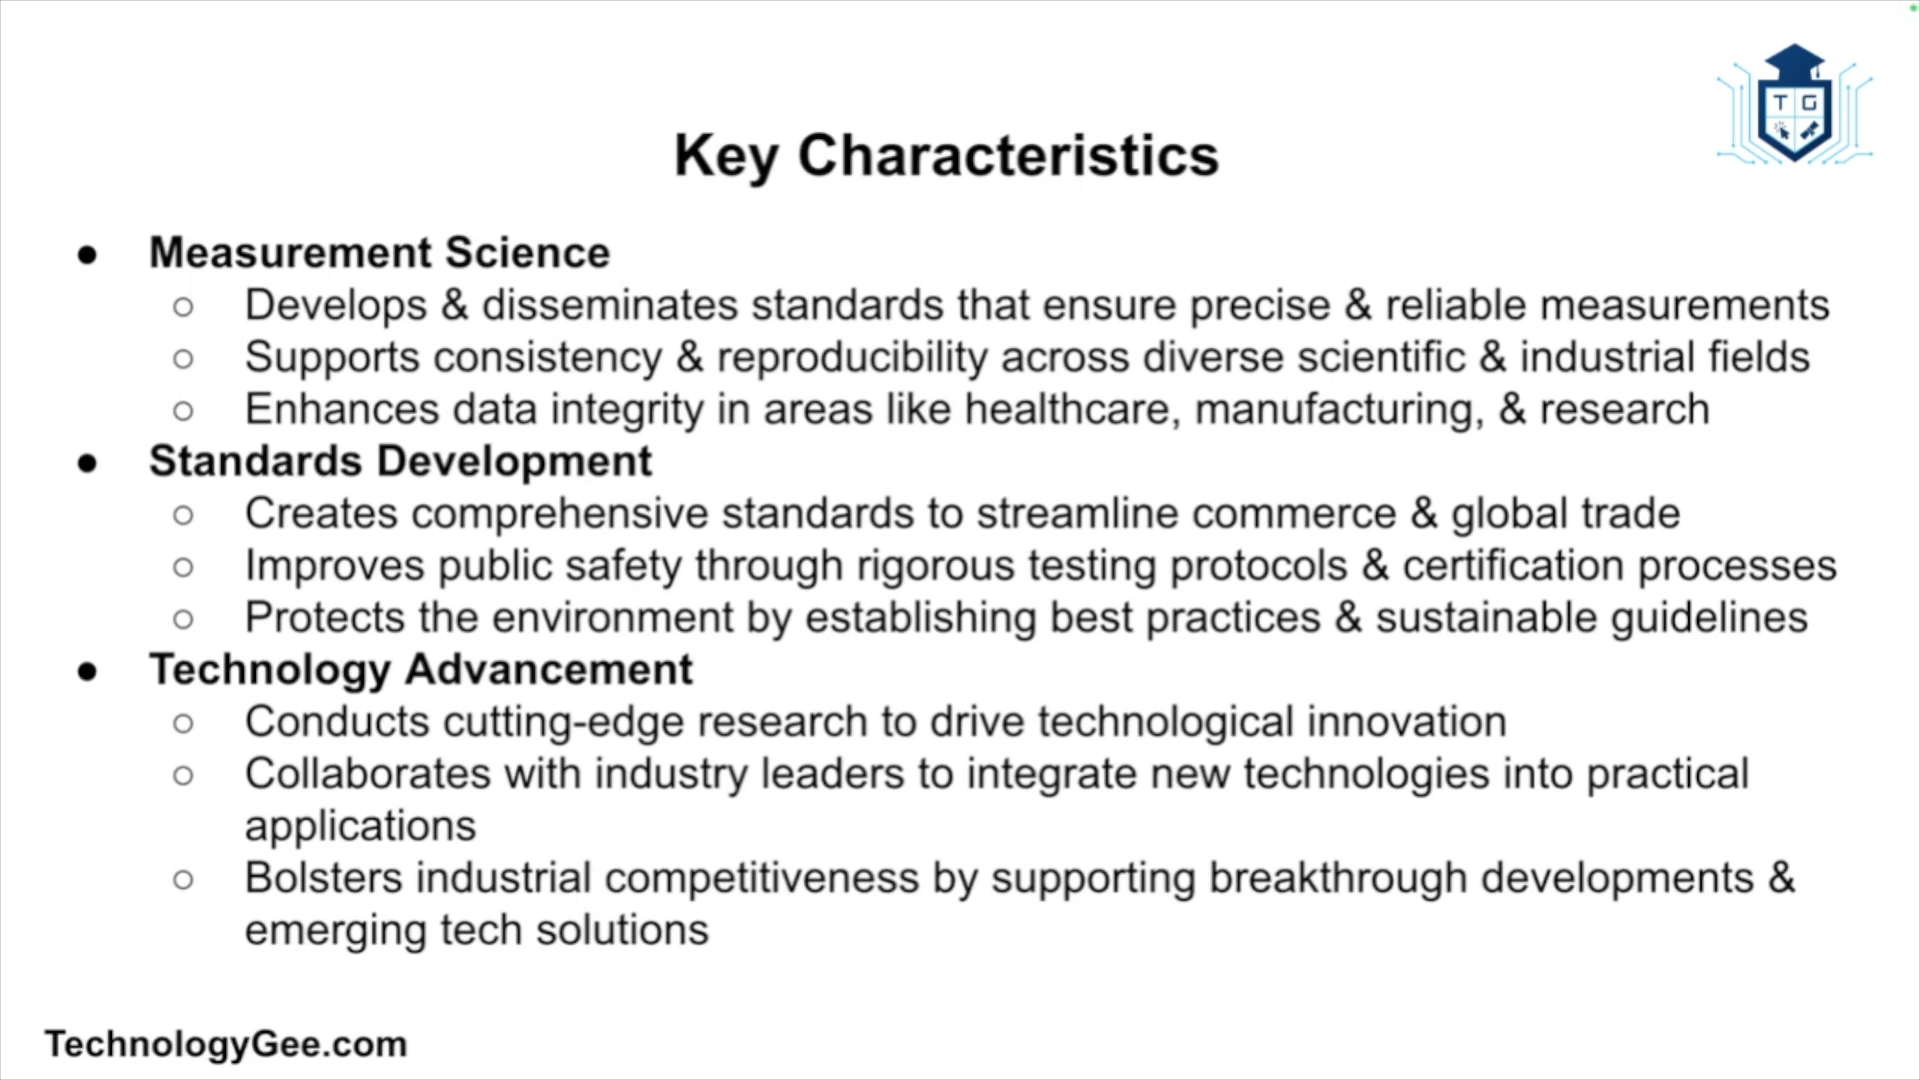 T G
Key Characteristics
● Measurement Science
○ Develops & disseminates standards that ensure precise & reliable measurements
○ Supports consistency & reproducibility across diverse scientific & industrial fields
○ Enhances data integrity in areas like healthcare, manufacturing, & research
● Standards Development
○ Creates comprehensive standards to streamline commerce & global trade
○ Improves public safety through rigorous testing protocols & certification processes
○ Protects the environment by establishing best practices & sustainable guidelines
● Technology Advancement
○ Conducts cutting-edge research to drive technological innovation
○ Collaborates with industry leaders to integrate new technologies into practical
applications
○ Bolsters industrial competitiveness by supporting breakthrough developments &
emerging tech solutions
TechnologyGee.com